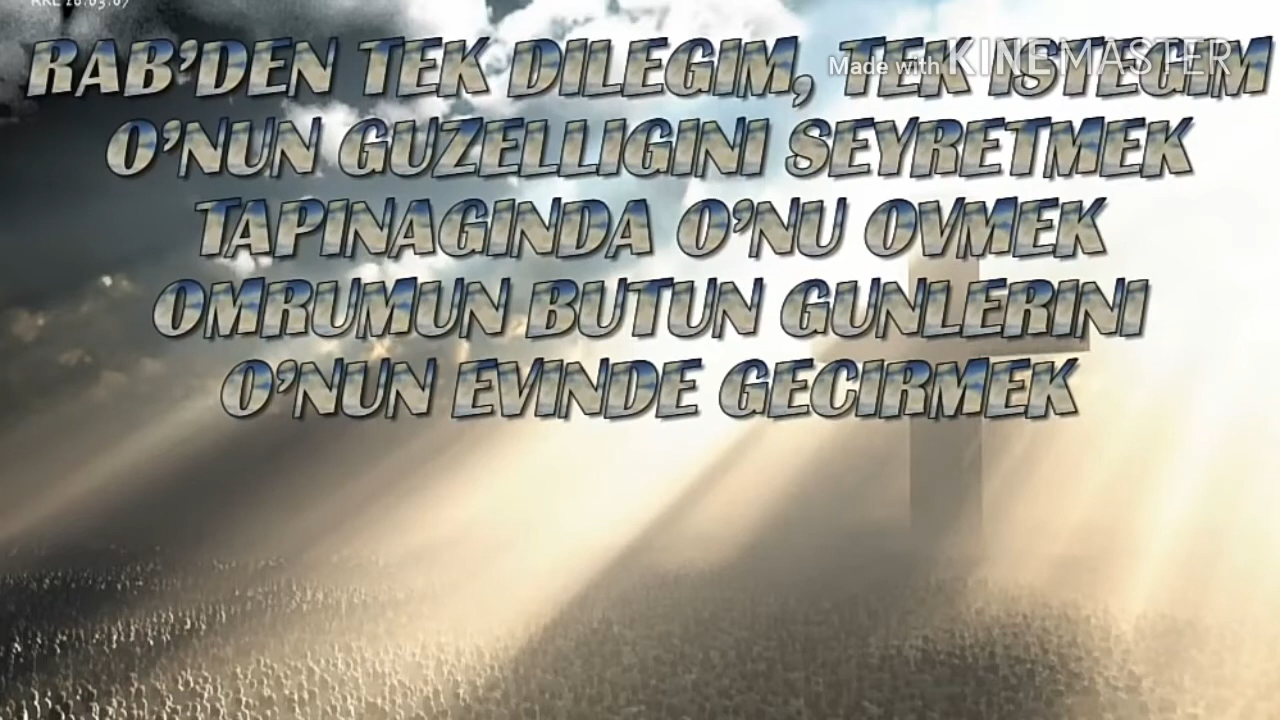 RAB'DEN TEK DILEGIM, TEK ISTEGIM
Made with KINEMASTER
O'NUN GUZELLIGINI SEYRETMEK
TAPINAGINDA O'NU OVMEK
OMRUMUN BUTUN GUNLERINI
O'NUN EVINDE GECIRMEK